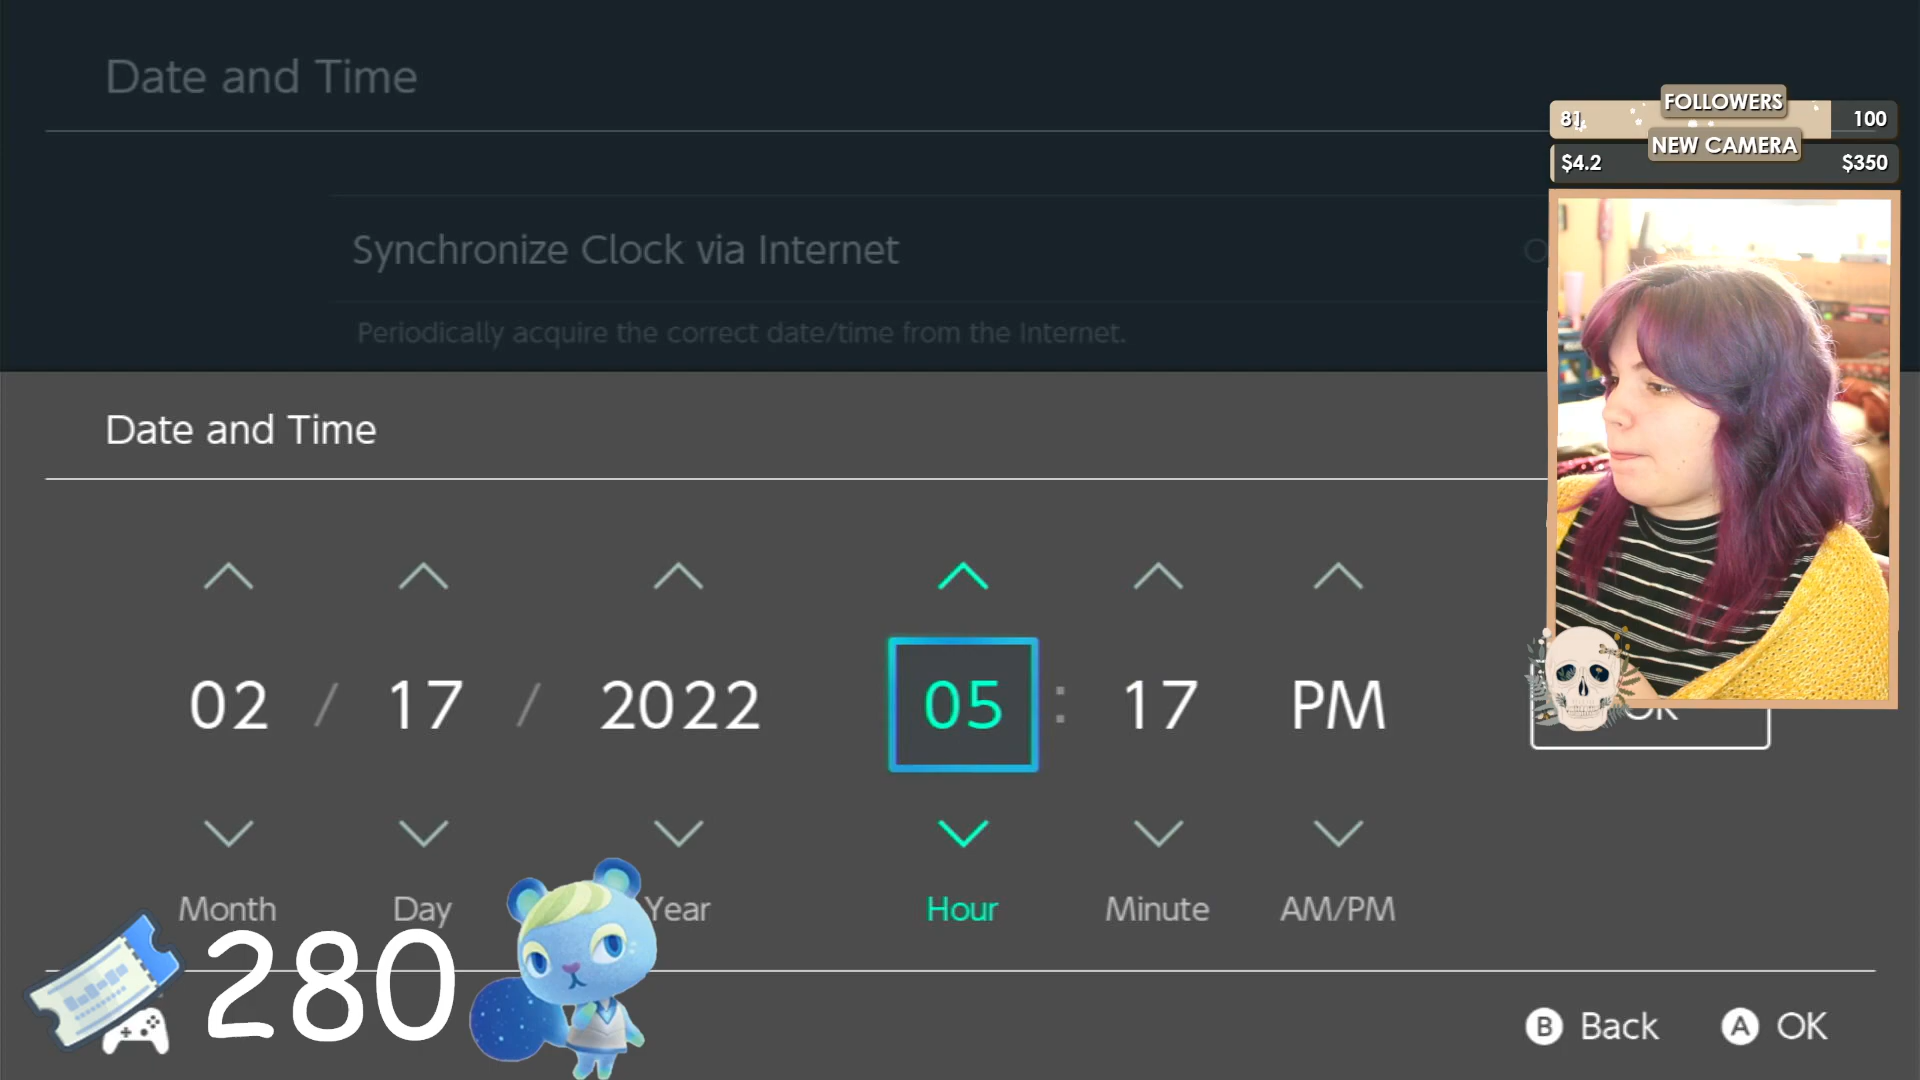 Date and Time
FOLLOWERS
81 100
NEW CAMERA
$4.2 $350
Synchronize Clock via Internet
Periodically acquire the correct date/time from the Internet.
Date and Time
02 / 17 / 2022 05 : 17 PM OK
Month Day Year Hour Minute AM/PM
280
B Back A OK